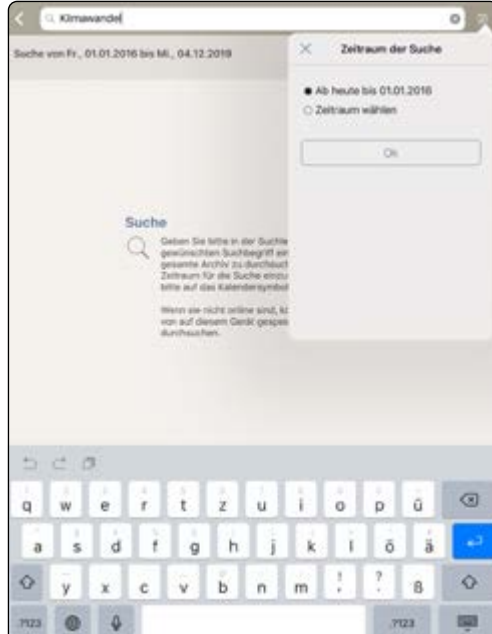 Klimawandel
Suche von Fr., 01.01.2016 bis Mi., 04.12.2019
Zeitraum der Suche
Ab heute bis 01.01.2016
Zeitraum wählen
Ok
Suche
Geben Sie bitte in der Suchle
gewünschten Suchbegriff ein
gesamte Archiv zu durchsuch
Zeitraum für die Suche einzu
bitte auf das Kalendersymbol
Wenn sie nicht online sind, kö
von auf diesem Gerät gespei
durchsuchen.
q w e r t z u i o p ü
a s d f g h j k l ö ä
y x c v b n m ! , ? . ß
.?123 .?123